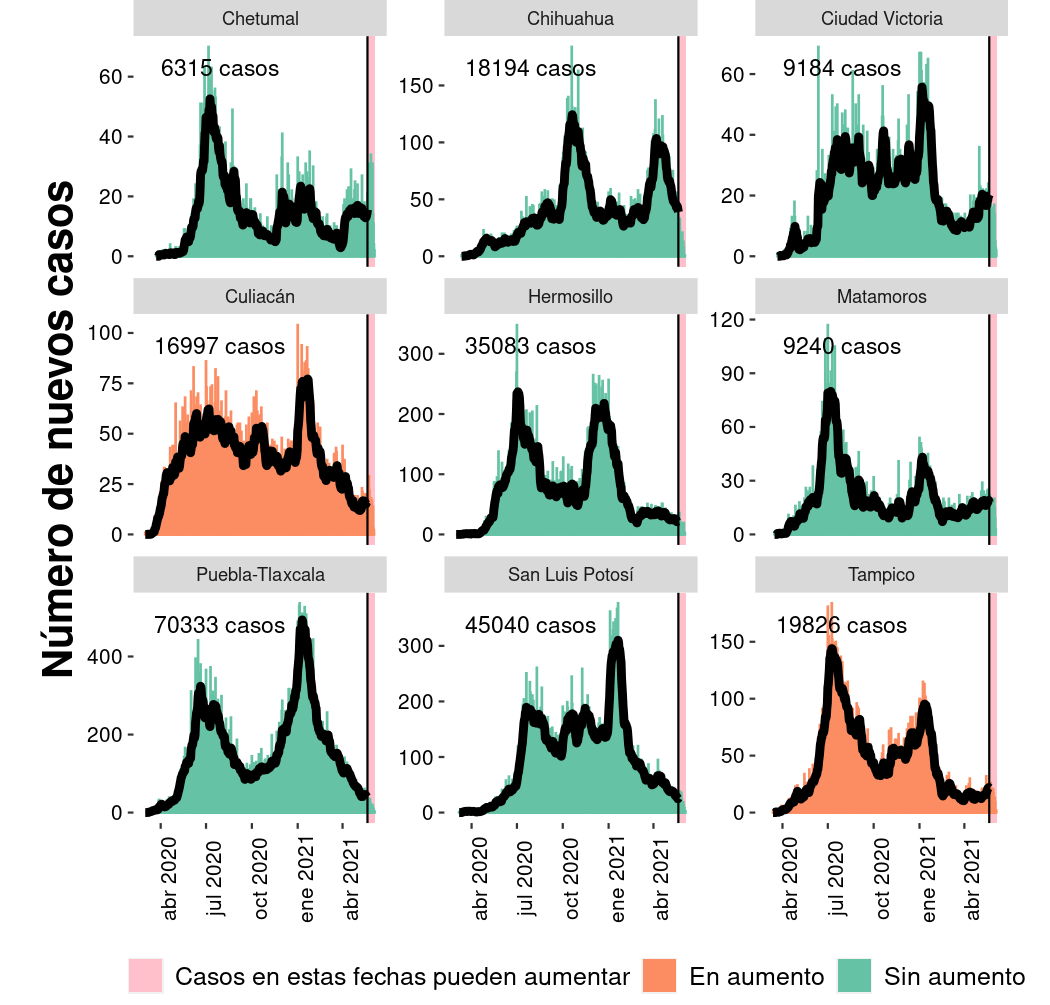 Número de nuevos casos
Chetumal
Chihuahua
Ciudad Victoria
6315 casos
18194 casos
9184 casos
60
40
20
0
150
100
50
0
60
40
20
0
Culiacán
Hermosillo
Matamoros
16997 casos
35083 casos
9240 casos
100
75
50
25
0
300
200
100
0
120
90
60
30
0
Puebla-Tlaxcala
San Luis Potosí
Tampico
70333 casos
45040 casos
19826 casos
400
200
0
300
200
100
0
150
100
50
0
abr 2020
jul 2020
oct 2020
ene 2021
abr 2021
abr 2020
jul 2020
oct 2020
ene 2021
abr 2021
abr 2020
jul 2020
oct 2020
ene 2021
abr 2021
Casos en estas fechas pueden aumentar
En aumento
Sin aumento